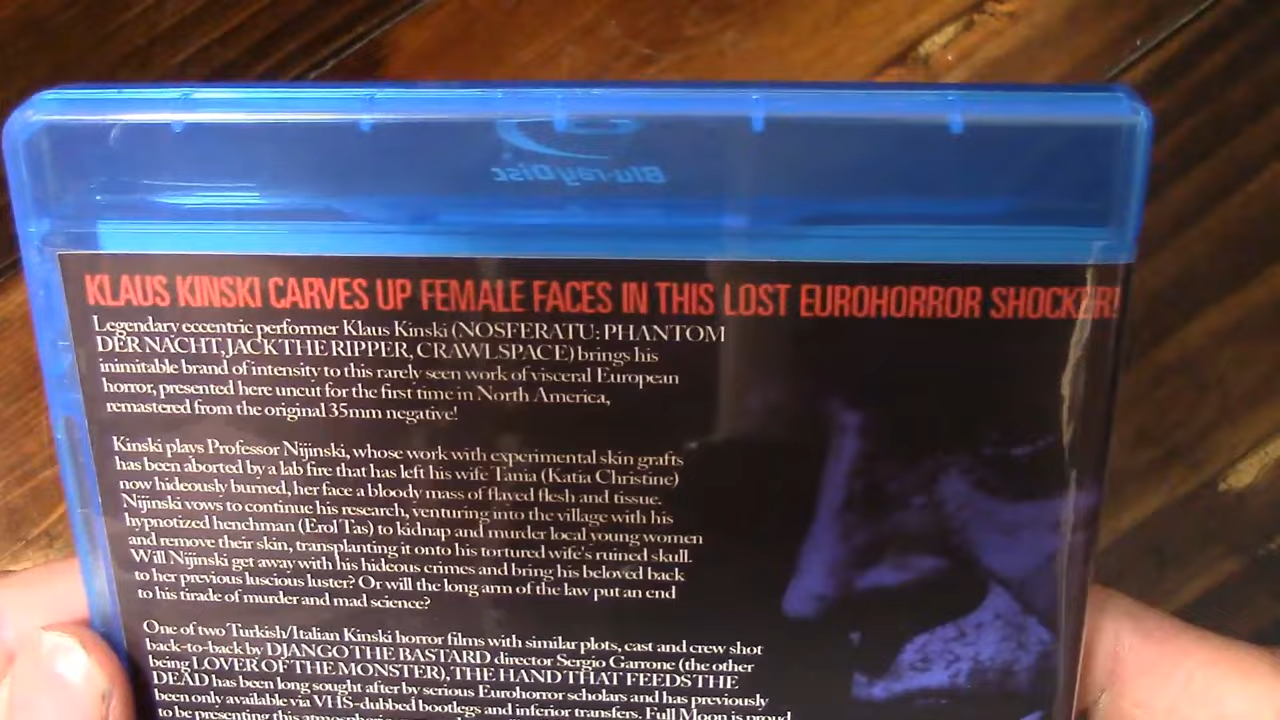 Blu-ray Disc
KLAUS KINSKI CARVES UP FEMALE FACES IN THIS LOST EUROHORROR SHOCKER!
Legendary eccentric performer Klaus Kinski (NOSFERATU: PHANTOM
DER NACHT, JACK THE RIPPER, CRAWLSPACE) brings his
inimitable brand of intensity to this rarely seen work of visceral European
horror, presented here uncut for the first time in North America,
remastered from the original 35mm negative!
Kinski plays Professor Nijinski, whose work with experimental skin grafts
has been aborted by a lab fire that has left his wife Tania (Katia Christine)
now hideously burned, her face a bloody mass of flayed flesh and tissue.
Nijinski vows to continue his research, venturing into the village with his
hypnotized henchman (Erol Tas) to kidnap and murder local young women
and remove their skin, transplanting it onto his tortured wife's ruined skull.
Will Nijinski get away with his hideous crimes and bring his beloved back
to her previous luscious luster? Or will the long arm of the law put an end
to his tirade of murder and mad science?
One of two Turkish/Italian Kinski horror films with similar plots, cast and crew shot
back-to-back by DJANGO THE BASTARD director Sergio Garrone (the other
being LOVER OF THE MONSTER), THE HAND THAT FEEDS THE
DEAD has been long sought after by serious Eurohorror scholars and has previously
been only available via VHS-dubbed bootlegs and inferior transfers. Full Moon is proud
to be presenting this